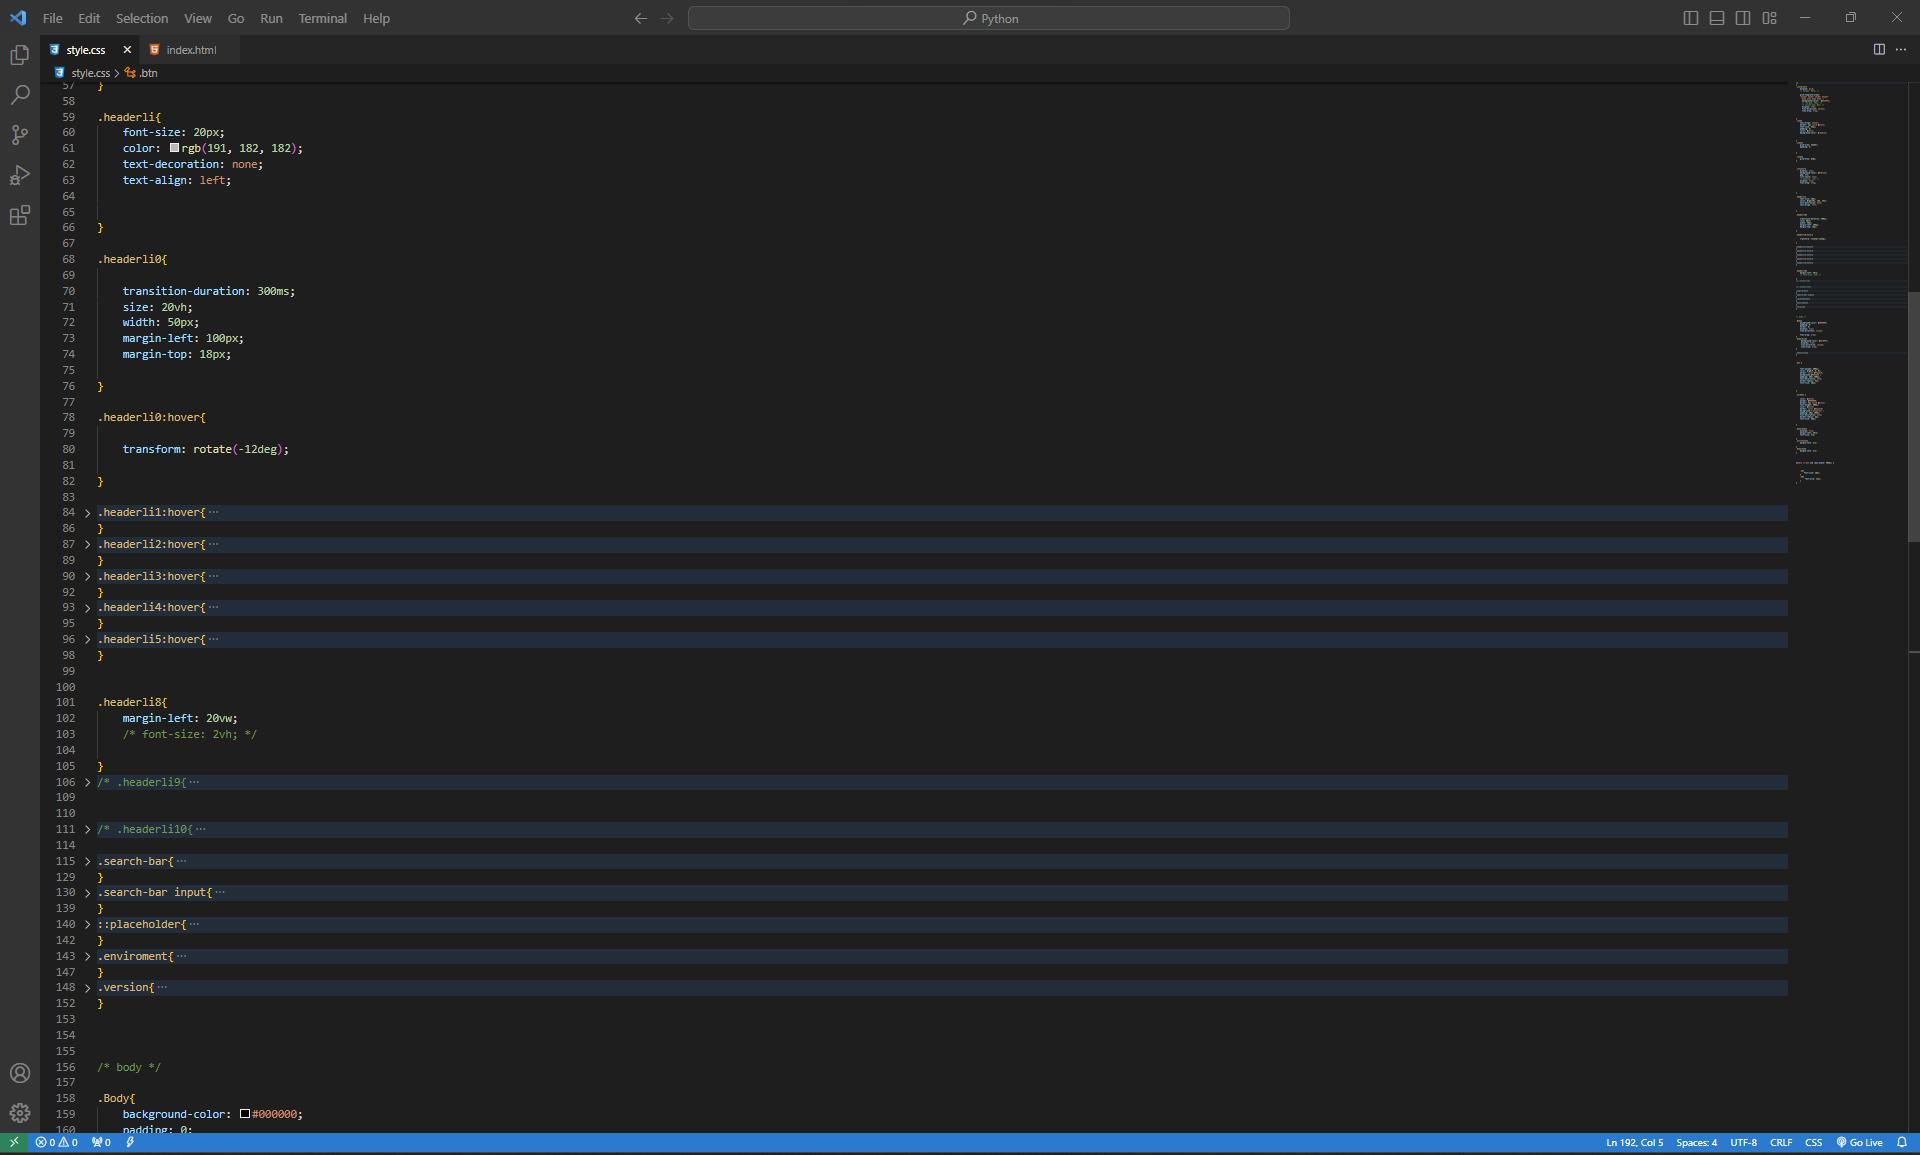 File Edit Selection View Go Run Terminal Help
Python
style.css
index.html
style.css > .btn
57 }
58
59 .headerli{
60 font-size: 20px;
61 color: rgb(191, 182, 182);
62 text-decoration: none;
63 text-align: left;
64
65
66 }
67
68 .headerli0{
69
70 transition-duration: 300ms;
71 size: 20vh;
72 width: 50px;
73 margin-left: 100px;
74 margin-top: 18px;
75
76 }
77
78 .headerli0:hover{
79
80 transform: rotate(-12deg);
81
82 }
83
84 .headerli1:hover{ ···
86 }
87 .headerli2:hover{ ···
89 }
90 .headerli3:hover{ ···
92 }
93 .headerli4:hover{ ···
95 }
96 .headerli5:hover{ ···
98 }
99
100
101 .headerli8{
102 margin-left: 20vw;
103 /* font-size: 2vh; */
104
105 }
106 /* .headerli9{ ···
109
110
111 /* .headerli10{ ···
114
115 .search-bar{ ···
129 }
130 .search-bar input{ ···
139 }
140 ::placeholder{ ···
142 }
143 .enviroment{ ···
147 }
148 .version{ ···
152 }
153
154
155
156 /* body */
157
158 .Body{
159 background-color: #000000;
160 padding: 0;
0 0 0 Ln 192, Col 5 Spaces: 4 UTF-8 CRLF CSS Go Live